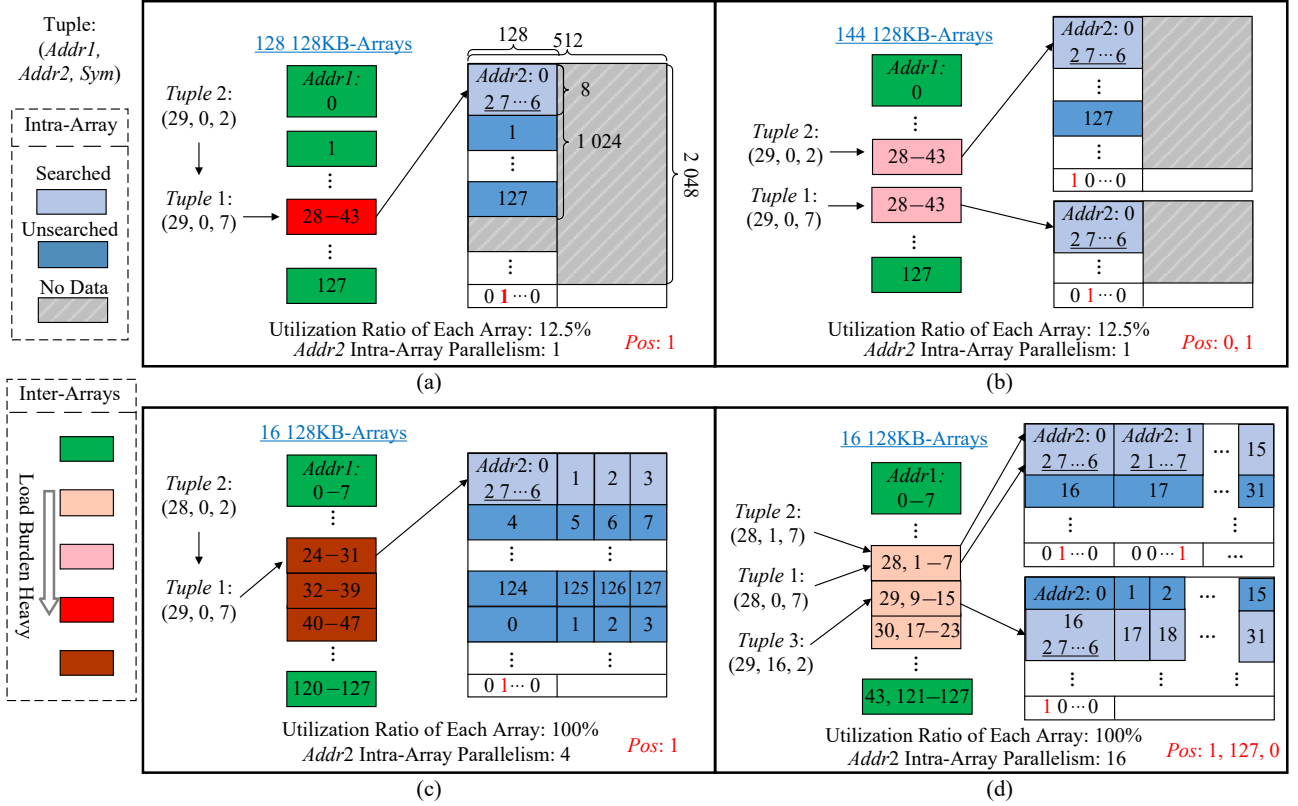 Tuple:
(Addr1,
Addr2, Sym)
Intra-Array
Searched
Unsearched
No Data
Inter-Arrays
Load Burden Heavy
128 128KB-Arrays
Tuple 2:
(29, 0, 2)
Tuple 1:
(29, 0, 7)
Addr1:
0
1
⋮
28−43
⋮
127
128
512
Addr2: 0
2 7⋯6
8
1
1 024
⋮
127
2 048
⋮
0 1⋯0
Utilization Ratio of Each Array: 12.5%
Addr2 Intra-Array Parallelism: 1
Pos: 1
(a)
144 128KB-Arrays
Tuple 2:
(29, 0, 2)
Tuple 1:
(29, 0, 7)
Addr1:
0
⋮
28−43
28−43
⋮
127
Addr2: 0
2 7⋯6
⋮
127
1 0⋯0
Addr2: 0
2 7⋯6
⋮
0 1⋯0
Utilization Ratio of Each Array: 12.5%
Addr2 Intra-Array Parallelism: 1
Pos: 0, 1
(b)
16 128KB-Arrays
Tuple 2:
(28, 0, 2)
Tuple 1:
(29, 0, 7)
Addr1:
0−7
⋮
24−31
32−39
40−47
⋮
120−127
Addr2: 0 1 2 3
2 7⋯6
4 5 6 7
⋮ ⋮ ⋮
124 125 126 127
0 1 2 3
⋮ ⋮ ⋮
0 1⋯ 0
Utilization Ratio of Each Array: 100%
Addr2 Intra-Array Parallelism: 4
Pos: 1
(c)
16 128KB-Arrays
Tuple 2:
(28, 1, 7)
Tuple 1:
(28, 0, 7)
Tuple 3:
(29, 16, 2)
Addr1:
0−7
⋮
28, 1−7
29, 9−15
30, 17−23
⋮
43, 121−127
Addr2: 0 Addr2: 1 ⋯ 15
2 7⋯6 2 1⋯7
16 17 ⋯ 31
⋮ ⋮ ⋮
0 1⋯0 0 0⋯1 ⋯
Addr2: 0 1 2 ⋯ 15
16 17 18 ⋯ 31
2 7⋯6
⋮ ⋮ ⋮
1 0⋯0
Utilization Ratio of Each Array: 100%
Addr2 Intra-Array Parallelism: 16
Pos: 1, 127, 0
(d)